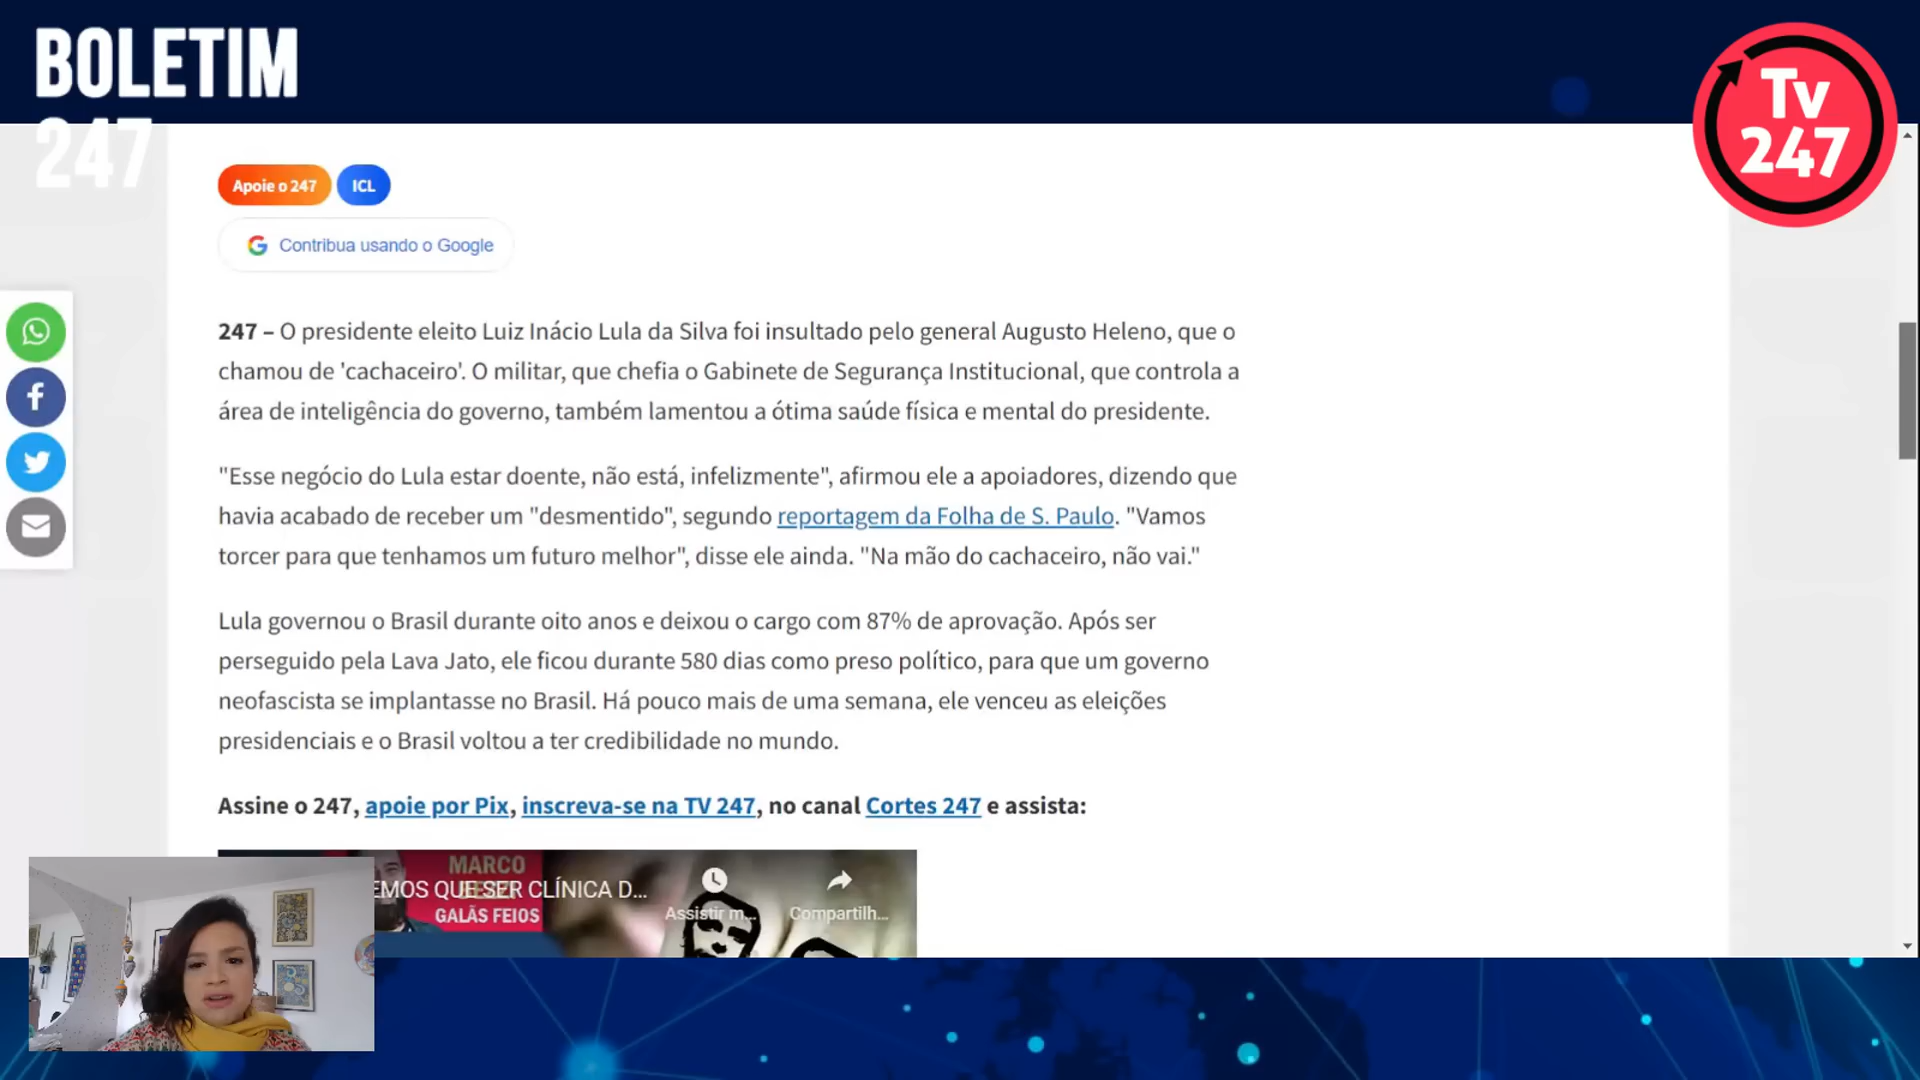 BOLETIM
247
Tv
247
Apoie o 247
ICL
Contribua usando o Google
247 – O presidente eleito Luiz Inácio Lula da Silva foi insultado pelo general Augusto Heleno, que o
chamou de 'cachaceiro'. O militar, que chefia o Gabinete de Segurança Institucional, que controla a
área de inteligência do governo, também lamentou a ótima saúde física e mental do presidente.
"Esse negócio do Lula estar doente, não está, infelizmente", afirmou ele a apoiadores, dizendo que
havia acabado de receber um "desmentido", segundo reportagem da Folha de S. Paulo. "Vamos
torcer para que tenhamos um futuro melhor", disse ele ainda. "Na mão do cachaceiro, não vai."
Lula governou o Brasil durante oito anos e deixou o cargo com 87% de aprovação. Após ser
perseguido pela Lava Jato, ele ficou durante 580 dias como preso político, para que um governo
neofascista se implantasse no Brasil. Há pouco mais de uma semana, ele venceu as eleições
presidenciais e o Brasil voltou a ter credibilidade no mundo.
Assine o 247, apoie por Pix, inscreva-se na TV 247, no canal Cortes 247 e assista:
MARCO
EMOS QUE SER CLÍNICA D...
GALÃS FEIOS
Assistir m...
Compartilh...